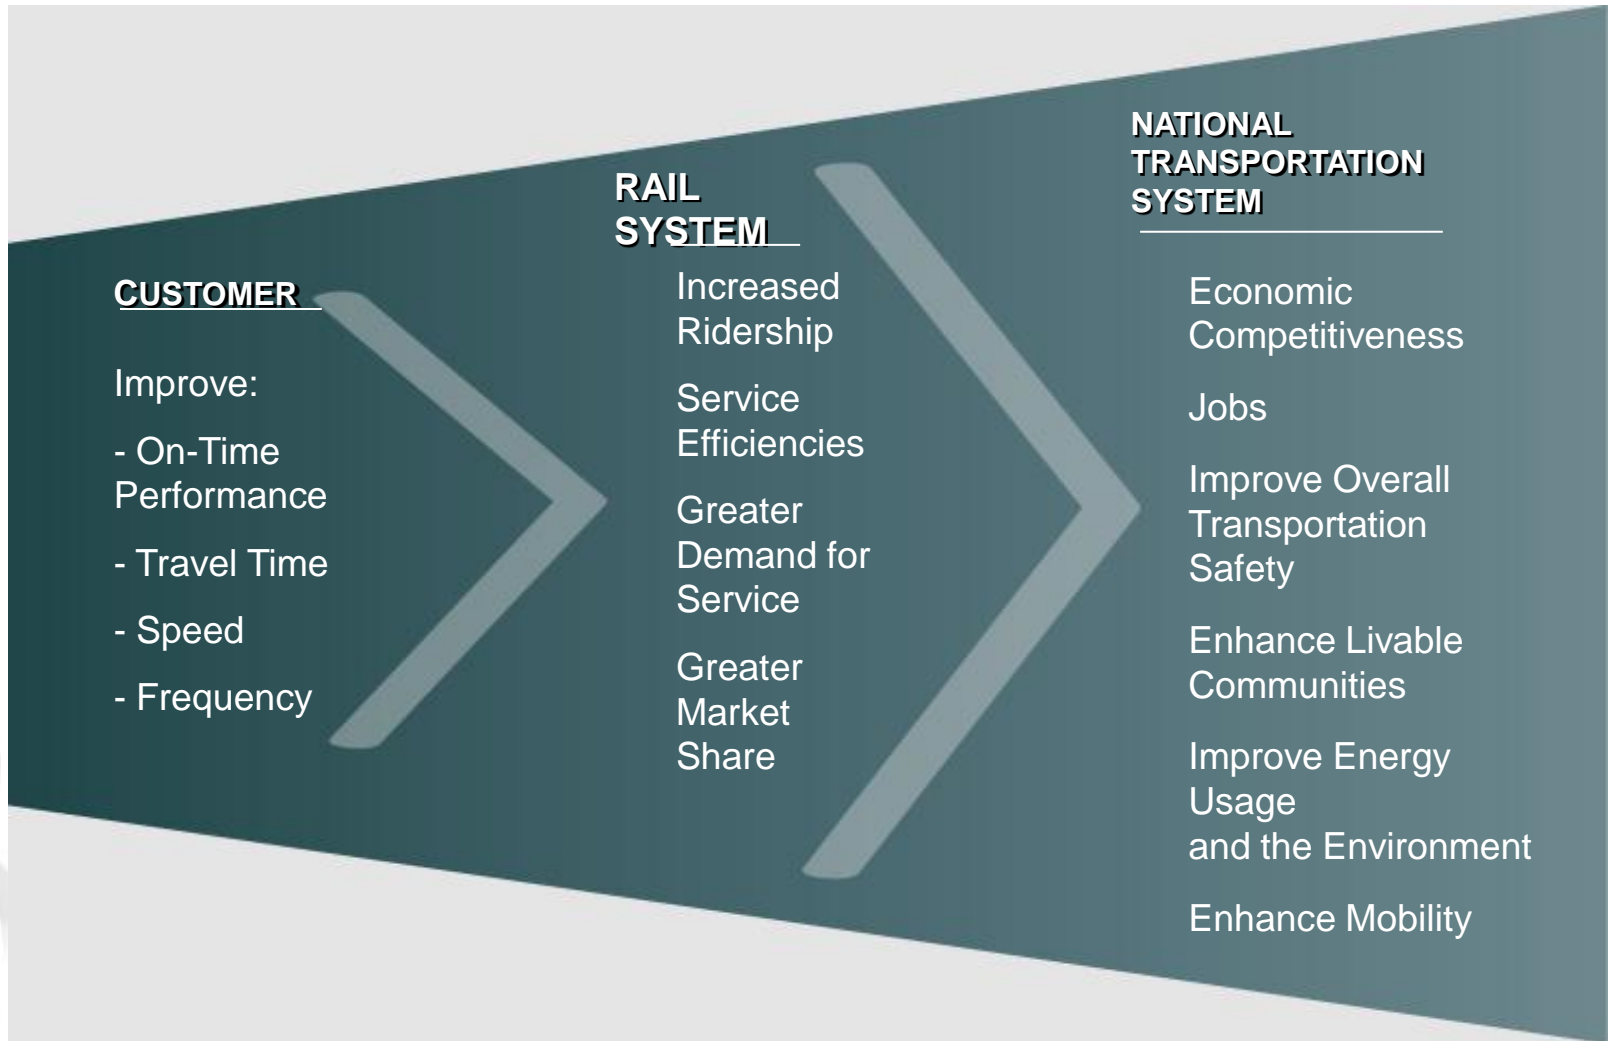 CUSTOMER
Improve:
- On-Time
Performance
- Travel Time
- Speed
- Frequency
RAIL
SYSTEM
Increased
Ridership
Service
Efficiencies
Greater
Demand for
Service
Greater
Market
Share
NATIONAL
TRANSPORTATION
SYSTEM
Economic
Competitiveness
Jobs
Improve Overall
Transportation
Safety
Enhance Livable
Communities
Improve Energy
Usage
and the Environment
Enhance Mobility